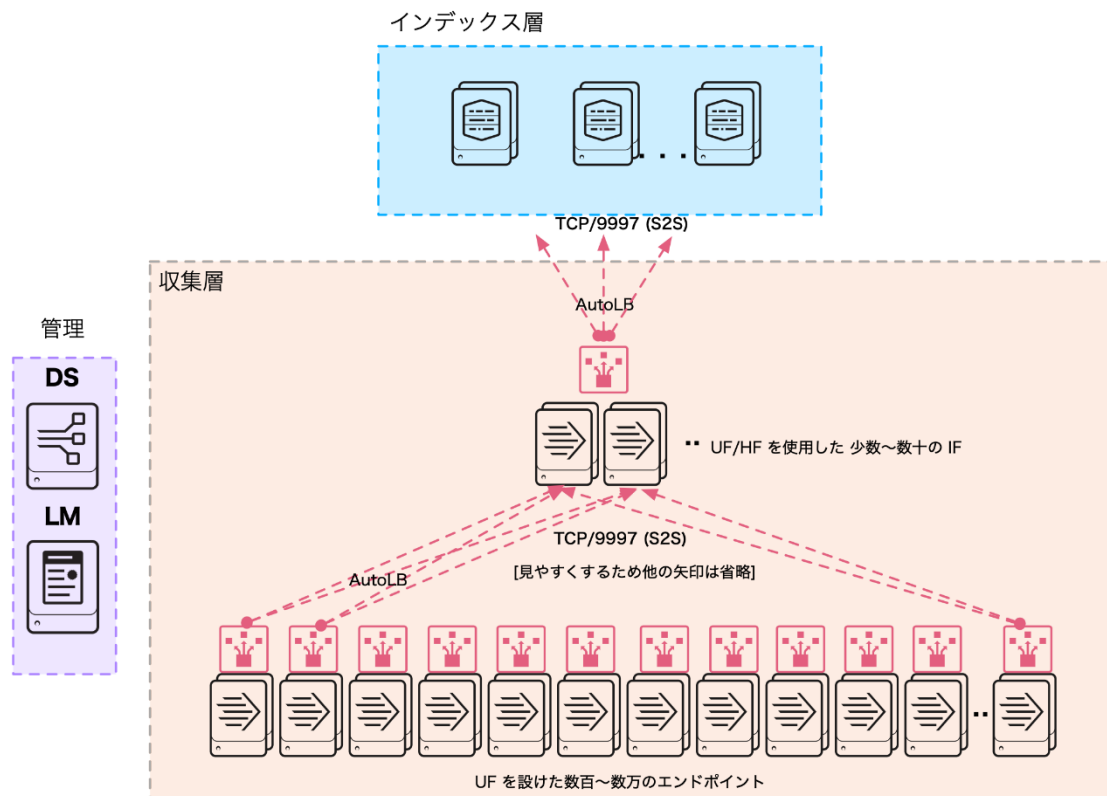 インデックス層
. . .
TCP/9997 (S2S)
収集層
AutoLB
管理
DS
LM
·· UF/HF を使用した 少数〜数十の IF
TCP/9997 (S2S)
[見やすくするため他の矢印は省略]
AutoLB
··
UF を設けた数百〜数万のエンドポイント